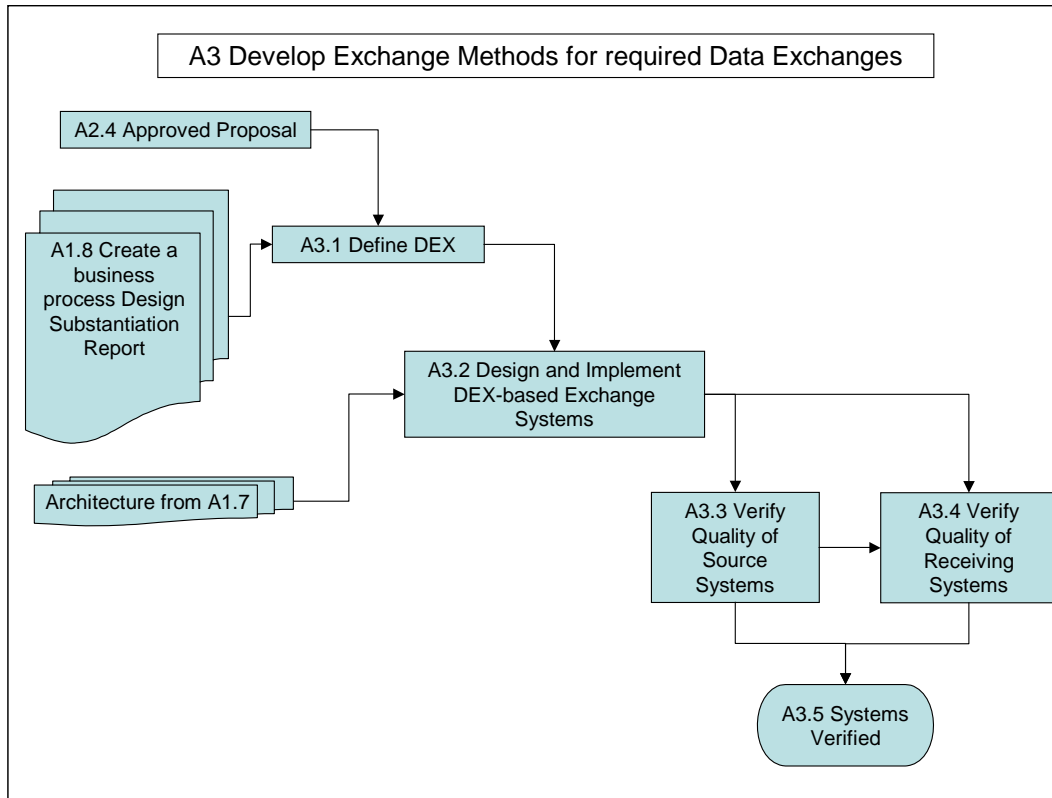 A3 Develop Exchange Methods for required Data Exchanges
A2.4 Approved Proposal
A1.8 Create a
business
process Design
Substantiation
Report
A3.1 Define DEX
A3.2 Design and Implement
DEX-based Exchange
Systems
Architecture from A1.7
A3.3 Verify
Quality of
Source
Systems
A3.4 Verify
Quality of
Receiving
Systems
A3.5 Systems
Verified